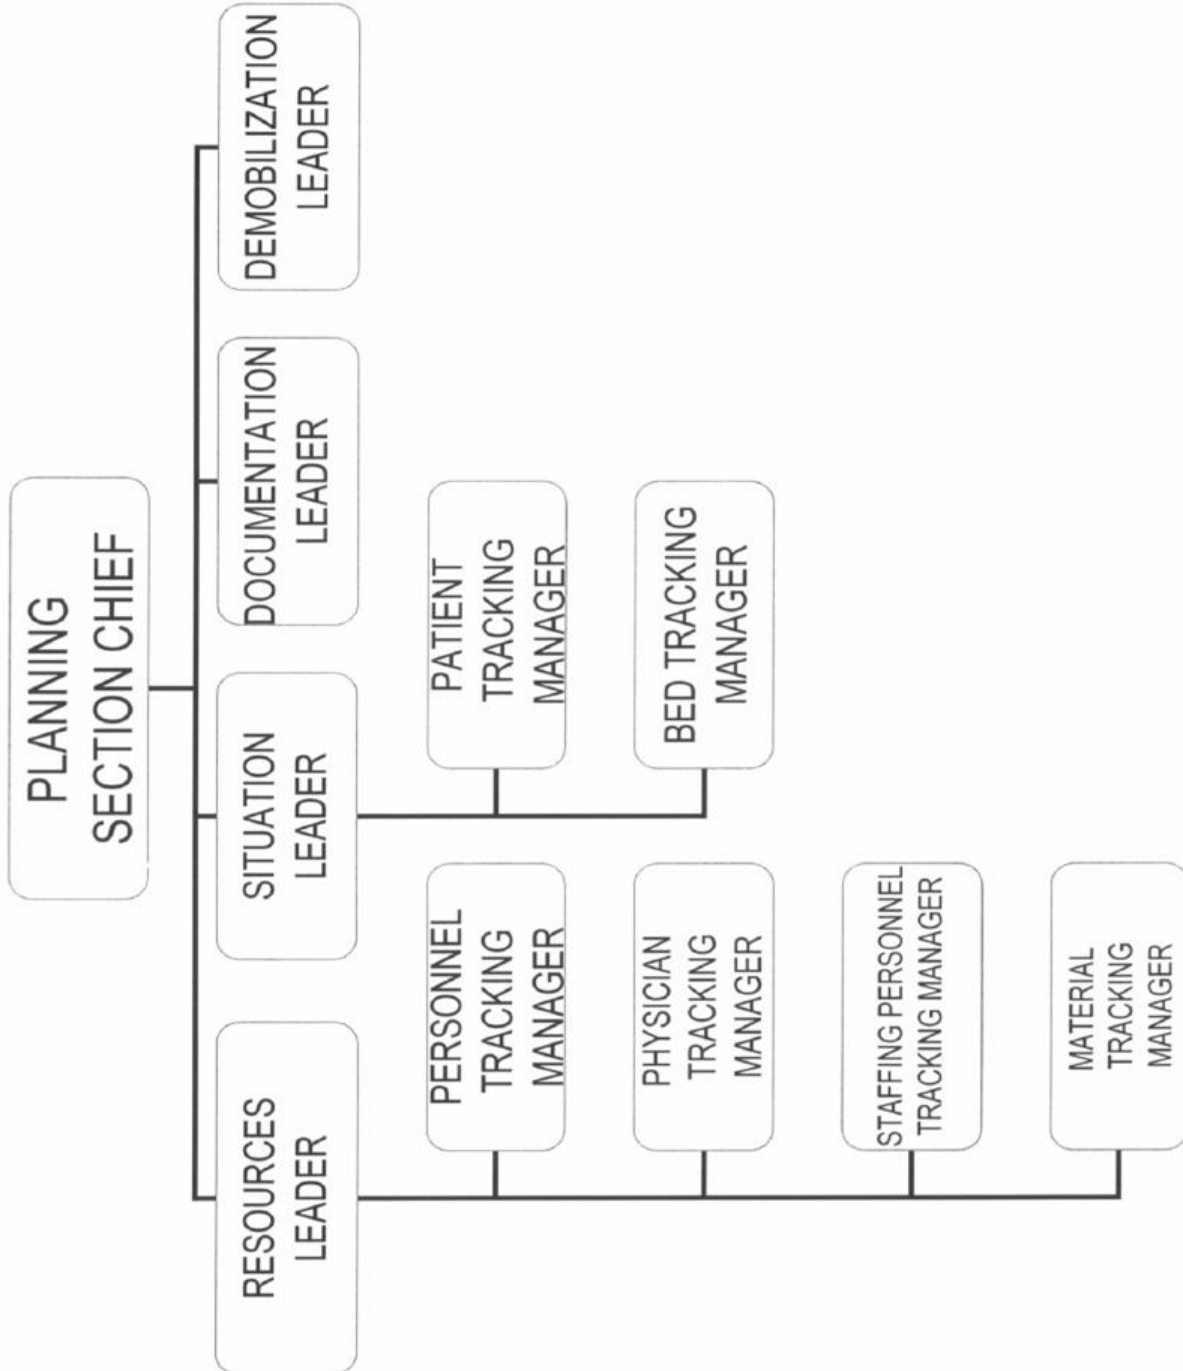 PLANNING
SECTION CHIEF
RESOURCES
LEADER
SITUATION
LEADER
DOCUMENTATION
LEADER
DEMOBILIZATION
LEADER
PERSONNEL
TRACKING
MANAGER
PHYSICIAN
TRACKING
MANAGER
STAFFING PERSONNEL
TRACKING MANAGER
MATERIAL
TRACKING
MANAGER
PATIENT
TRACKING
MANAGER
BED TRACKING
MANAGER